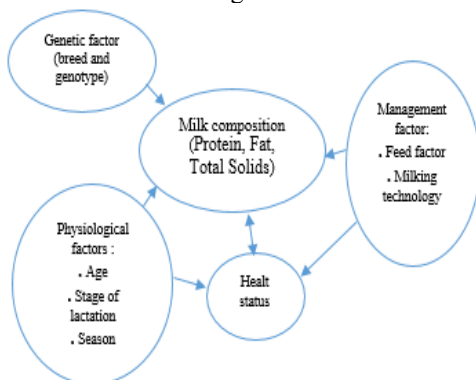 Genetic factor
(breed and
genotype)
Milk composition
(Protein, Fat,
Total Solids)
Management
factor:
. Feed factor
. Milking
technology
Physiological
factors :
. Age
. Stage of
lactation
. Season
Healt
status